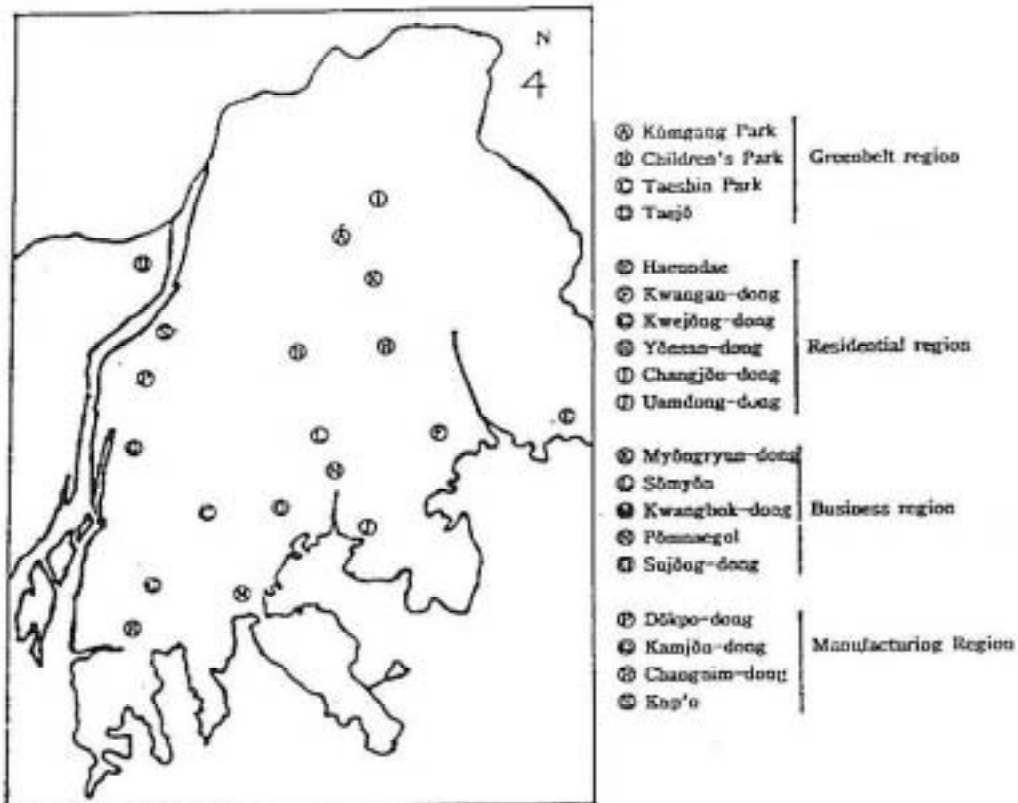 N
4
Ⓐ Kŭmgang Park
Ⓑ Children's Park
Ⓒ Taeshin Park
Ⓓ Taejŏ
Greenbelt region
Ⓔ Haeundae
Ⓕ Kwangan-dong
Ⓖ Kwejŏng-dong
Ⓗ Yŏnsan-dong
Ⓘ Changjŏn-dong
Ⓙ Uamdong-dong
Residential region
Ⓚ Myŏngryun-dong
Ⓛ Sŏmyŏn
Ⓜ Kwangbok-dong
Ⓝ Pŏmnaegol
Ⓞ Sujŏng-dong
Business region
Ⓟ Dŏkpo-dong
Kamjŏn-dong
Ⓡ Changnim-dong
Ⓢ
Manufacturing Region